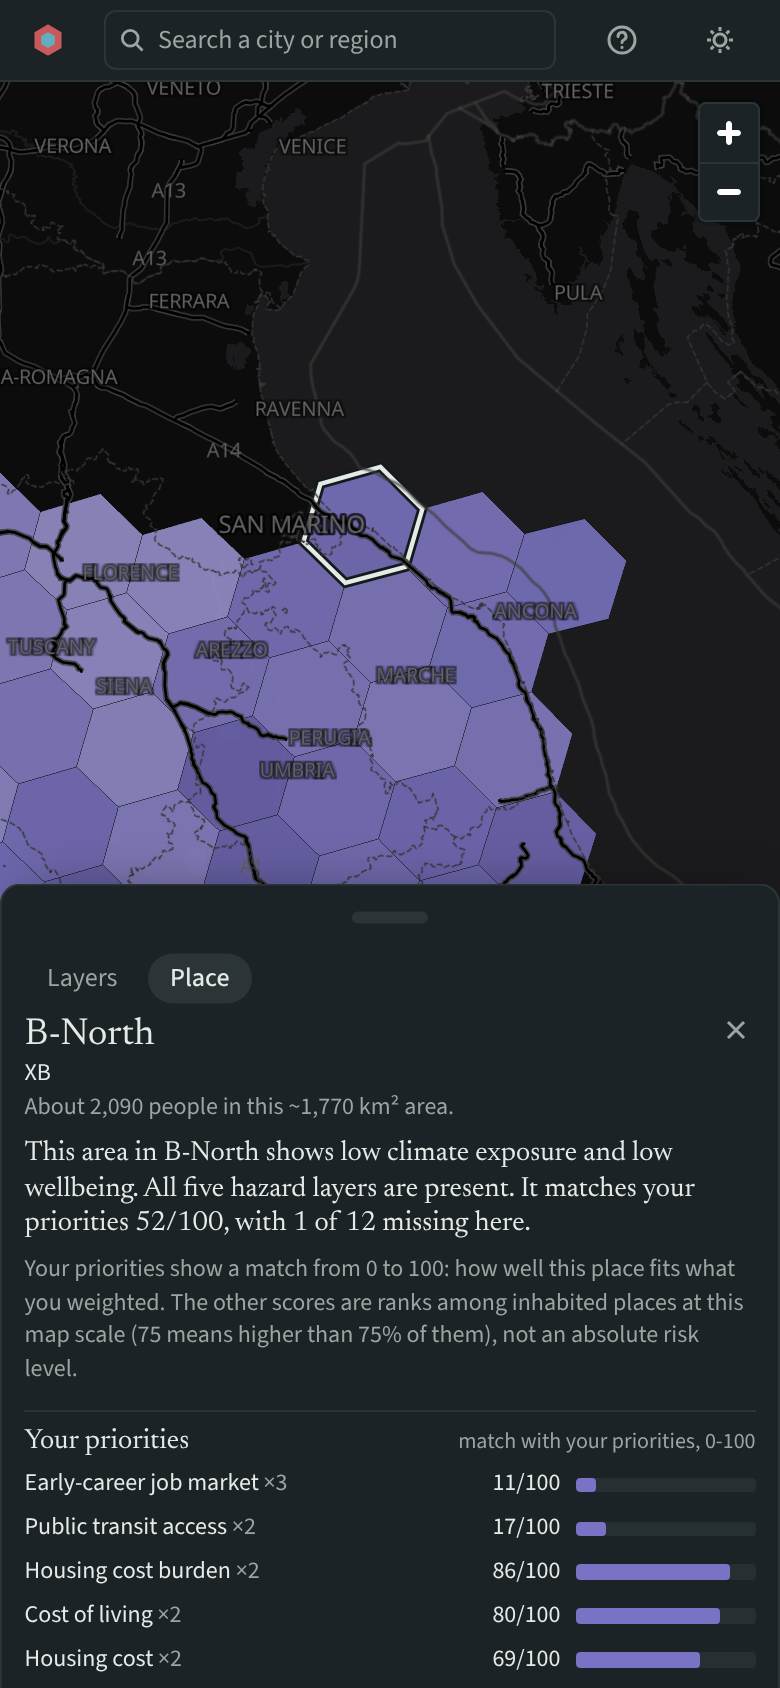 Search a city or region
VENETO
TRIESTE
VERONA
VENICE
A13
A13
PULA
FERRARA
A-ROMAGNA
RAVENNA
A14
SAN MARINO
FLORENCE
ANCONA
TUSCANY
AREZZO
MARCHE
SIENA
PERUGIA
UMBRIA
Layers
Place
B-North
XB
About 2,090 people in this ~1,770 km² area.
This area in B-North shows low climate exposure and low
wellbeing. All five hazard layers are present. It matches your
priorities 52/100, with 1 of 12 missing here.
Your priorities show a match from 0 to 100: how well this place fits what
you weighted. The other scores are ranks among inhabited places at this
map scale (75 means higher than 75% of them), not an absolute risk
level.
Your priorities match with your priorities, 0-100
Early-career job market ×3 11/100
Public transit access ×2 17/100
Housing cost burden ×2 86/100
Cost of living ×2 80/100
Housing cost ×2 69/100